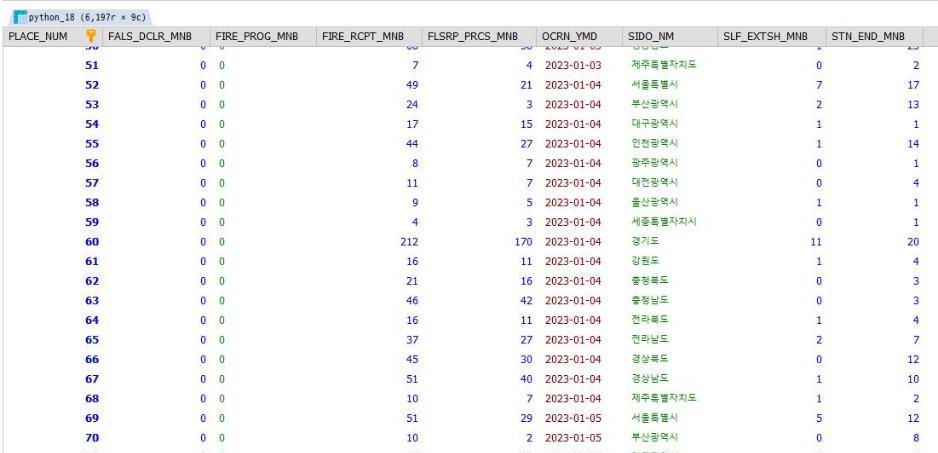 python_18 (6,197r × 9c)
PLACE_NUM FALS_DCLR_MNB FIRE_PROG_MNB FIRE_RCPT_MNB FLSRP_PRCS_MNB OCRN_YMD SIDO_NM SLF_EXTSH_MNB STN_END_MNB
51 0 0 7 4 2023-01-03 제주특별자치도 0 2
52 0 0 49 21 2023-01-04 서울특별시 7 17
53 0 0 24 3 2023-01-04 부산광역시 2 13
54 0 0 17 15 2023-01-04 대구광역시 1 1
55 0 0 44 27 2023-01-04 인천광역시 1 14
56 0 0 8 7 2023-01-04 광주광역시 0 1
57 0 0 11 7 2023-01-04 대전광역시 0 4
58 0 0 9 5 2023-01-04 울산광역시 1 1
59 0 0 4 3 2023-01-04 세종특별자치시 0 1
60 0 0 212 170 2023-01-04 경기도 11 20
61 0 0 16 11 2023-01-04 강원도 1 4
62 0 0 21 16 2023-01-04 충청북도 0 3
63 0 0 46 42 2023-01-04 충청남도 0 3
64 0 0 16 11 2023-01-04 전라북도 1 4
65 0 0 37 27 2023-01-04 전라남도 2 7
66 0 0 45 30 2023-01-04 경상북도 0 12
67 0 0 51 40 2023-01-04 경상남도 1 10
68 0 0 10 7 2023-01-04 제주특별자치도 1 2
69 0 0 51 29 2023-01-05 서울특별시 5 12
70 0 0 10 2 2023-01-05 부산광역시 0 8